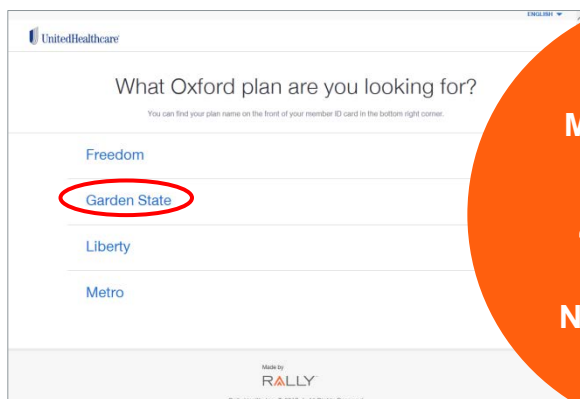 ENGLISH
UnitedHealthcare
What Oxford plan are you looking for?
You can find your plan name on the front of your member ID card in the bottom right corner.
Freedom
Garden State
Liberty
Metro
Made by
RALLY